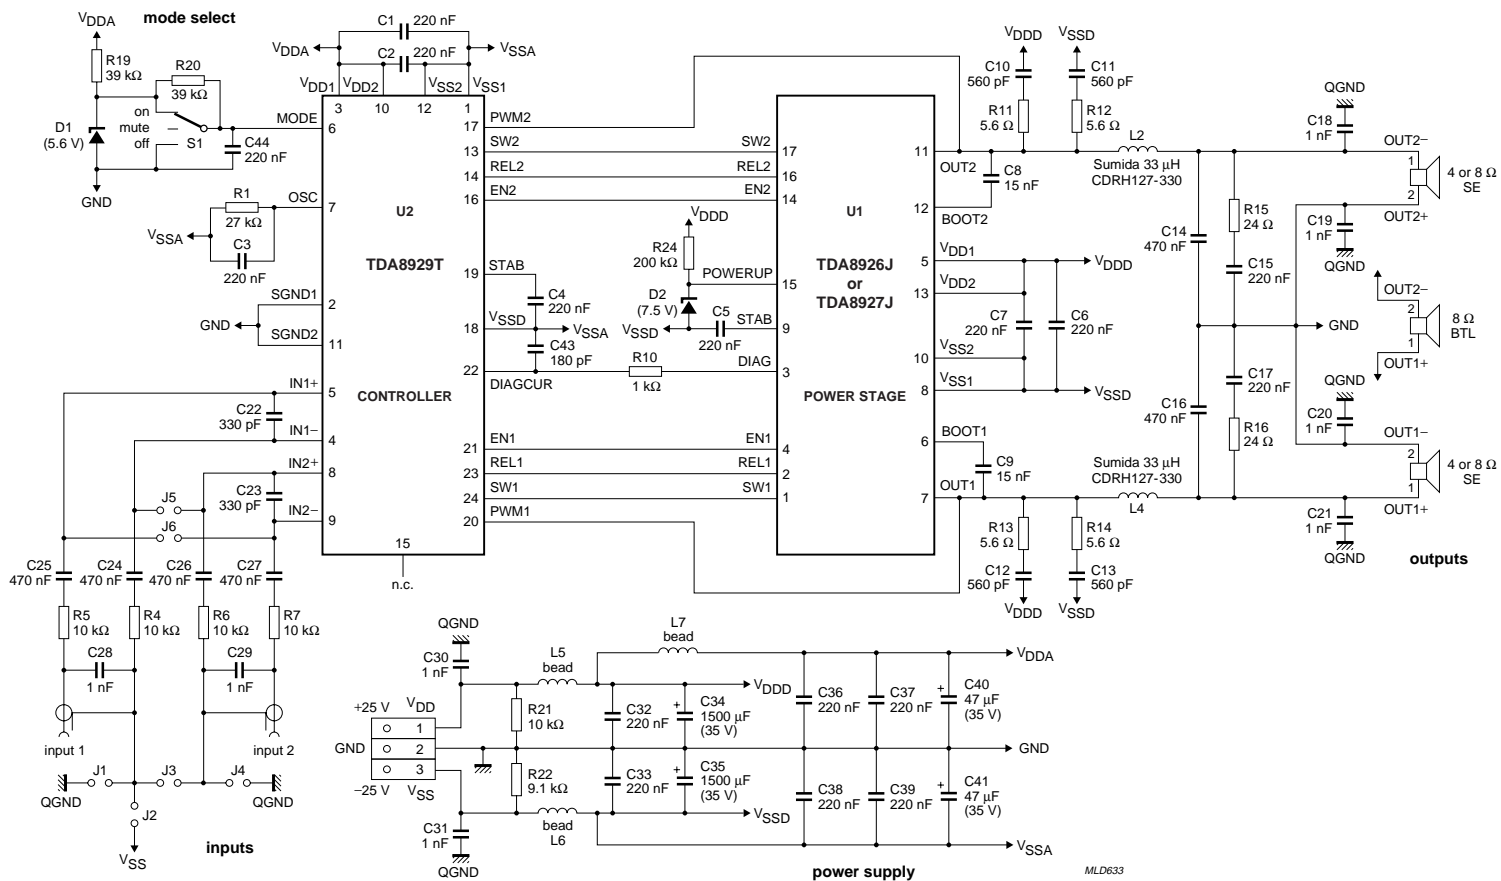 mode select
VDDA
R19
39 kΩ
R20
39 kΩ
on
mute
off
S1
D1
(5.6 V)
C44
220 nF
GND
MODE
6
R1
27 kΩ
C3
220 nF
VSSA
OSC
7
SGND1
2
GND
SGND2
11
C1
220 nF
C2
220 nF
VDDA
VSSA
VDD1
VDD2
VSS2
VSS1
3
10
12
1
U2
TDA8929T
CONTROLLER
15
n.c.
17
PWM2
13
SW2
14
REL2
16
EN2
19
STAB
C4
220 nF
18
VSSD
VSSA
C43
180 pF
22
DIAGCUR
R10
1 kΩ
21
EN1
23
REL1
24
SW1
20
PWM1
IN1+
5
C22
330 pF
IN1−
4
IN2+
8
C23
330 pF
IN2−
9
J5
J6
C25
470 nF
C24
470 nF
C26
470 nF
C27
470 nF
R5
10 kΩ
R4
10 kΩ
R6
10 kΩ
R7
10 kΩ
C28
1 nF
C29
1 nF
input 1
input 2
J1
J3
J4
QGND
QGND
J2
VSS
inputs
VDDD
R24
200 kΩ
D2
(7.5 V)
VSSD
C5
220 nF
SW2
17
REL2
16
EN2
14
POWERUP
15
STAB
9
DIAG
3
EN1
4
REL1
2
SW1
1
U1
TDA8926J
or
TDA8927J
POWER STAGE
11
OUT2
12
BOOT2
C8
15 nF
5
VDD1
VDDD
13
VDD2
C7
220 nF
C6
220 nF
10
VSS2
8
VSS1
VSSD
6
BOOT1
C9
15 nF
7
OUT1
VDDD
C10
560 pF
R11
5.6 Ω
VSSD
C11
560 pF
R12
5.6 Ω
L2
Sumida 33 μH
CDRH127-330
R13
5.6 Ω
C12
560 pF
VDDD
R14
5.6 Ω
C13
560 pF
VSSD
Sumida 33 μH
CDRH127-330
L4
C14
470 nF
R15
24 Ω
C15
220 nF
C16
470 nF
C17
220 nF
R16
24 Ω
GND
QGND
C18
1 nF
OUT2−
1
2
4 or 8 Ω
SE
OUT2+
C19
1 nF
QGND
OUT2−
2
1
8 Ω
BTL
OUT1+
QGND
C20
1 nF
OUT1−
2
1
4 or 8 Ω
SE
OUT1+
C21
1 nF
QGND
outputs
QGND
C30
1 nF
+25 V
VDD
1
GND
2
3
−25 V
VSS
C31
1 nF
QGND
R21
10 kΩ
R22
9.1 kΩ
L5
bead
bead
L6
L7
bead
C32
220 nF
C33
220 nF
+
C34
1500 μF
(35 V)
+
C35
1500 μF
(35 V)
VDDD
VSSD
C36
220 nF
C37
220 nF
C38
220 nF
C39
220 nF
+
C40
47 μF
(35 V)
+
C41
47 μF
(35 V)
VDDA
GND
VSSA
power supply
MLD633